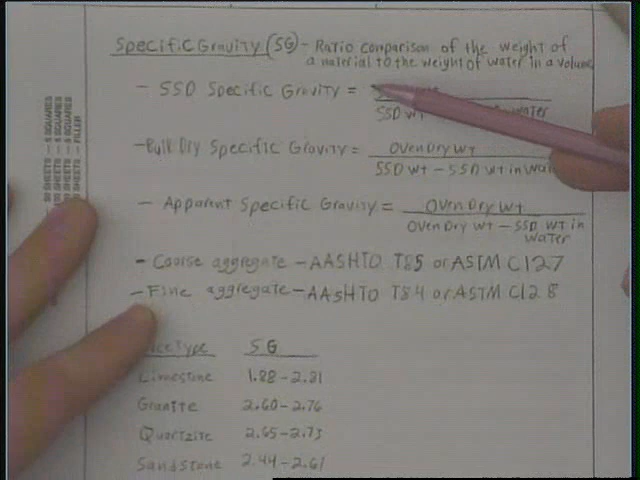 Specific Gravity (SG) - Ratio comparison of the weight of
a material to the weight of water in a volume
- SSD Specific Gravity =
SSD wt water
- Bulk Dry Specific Gravity = Oven Dry wt
SSD wt - SSD wt in
- Apparent Specific Gravity = Oven Dry wt
Oven Dry wt - SSD wt in
water
- Coarse aggregate - AASHTO T85 or ASTM C127
- Fine aggregate - AASHTO T84 or ASTM C128
Type SG
Limestone 1.88-2.81
Granite 2.60-2.76
Quartzite 2.65-2.73
Sandstone 2.44-2.61